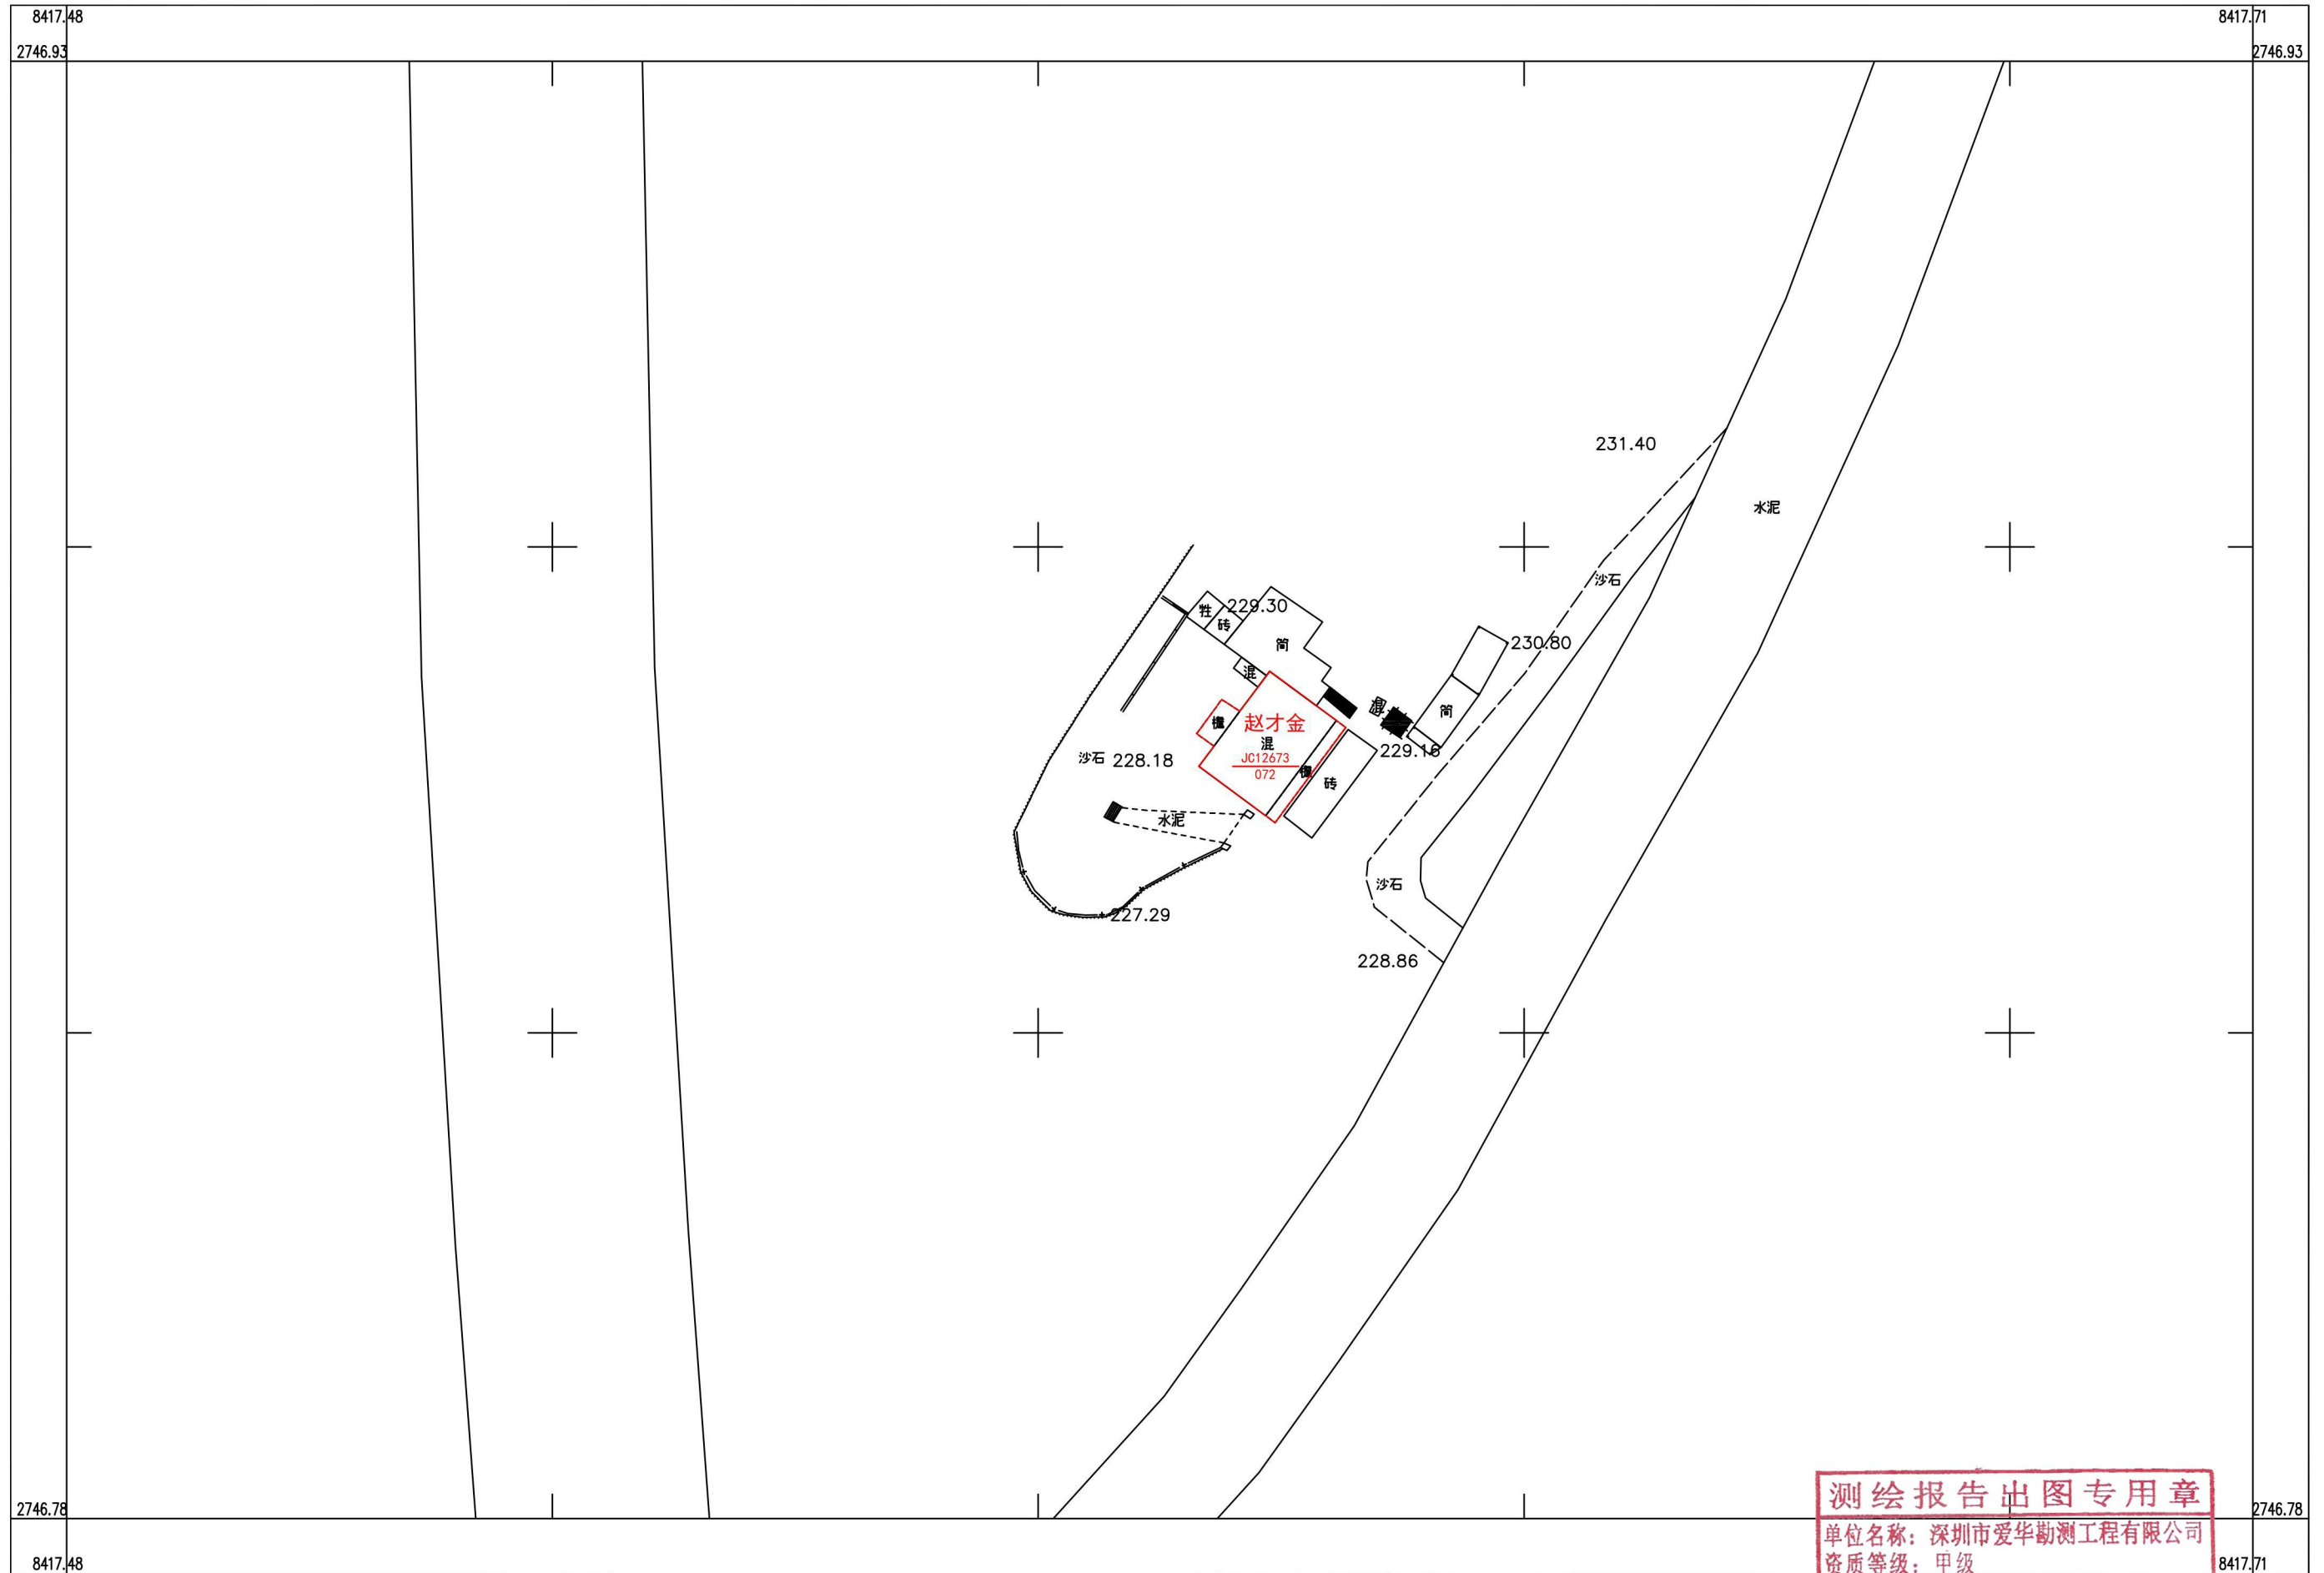 8417.48
8417.71
2746.93
2746.93
231.40
水泥
沙石
牲
229.30
砖
简
230.80
混
混
简
赵才金
混
229.16
沙石 228.18
JC12673
072
砖
水泥
沙石
227.29
228.86
测绘报告出图专用章
2746.78
2746.78
单位名称：深圳市爱华勘测工程有限公司
资质等级：甲级
8417.48
8417.71